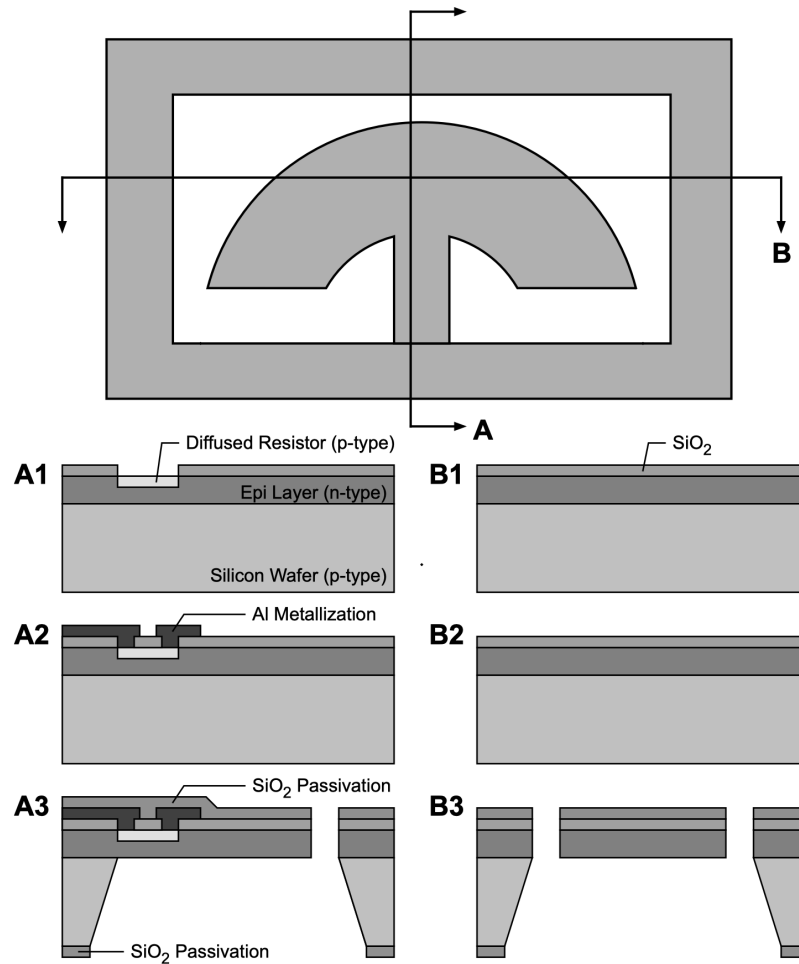 B
A
A1
Diffused Resistor (p-type)
Epi Layer (n-type)
Silicon Wafer (p-type)
B1
SiO2
A2
Al Metallization
B2
A3
SiO2 Passivation
SiO2 Passivation
B3